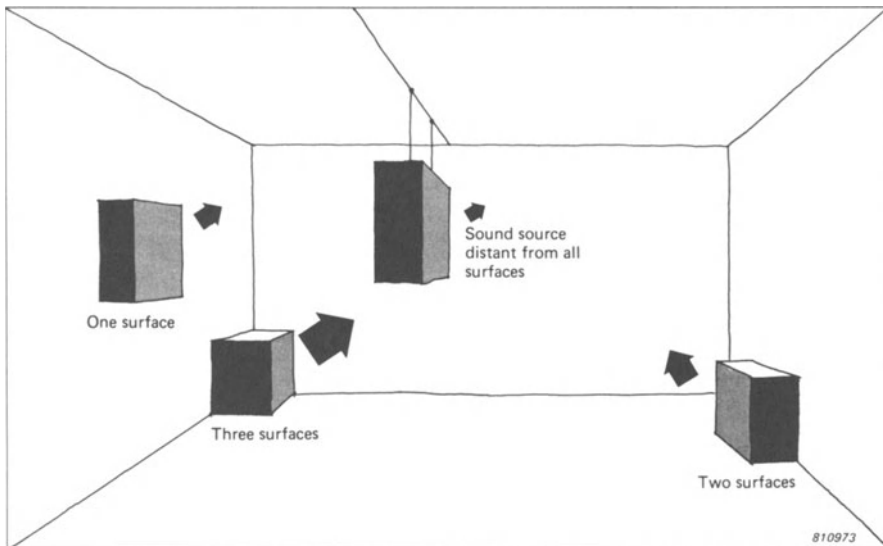 Sound source
distant from all
surfaces
One surface
Three surfaces
Two surfaces
810973